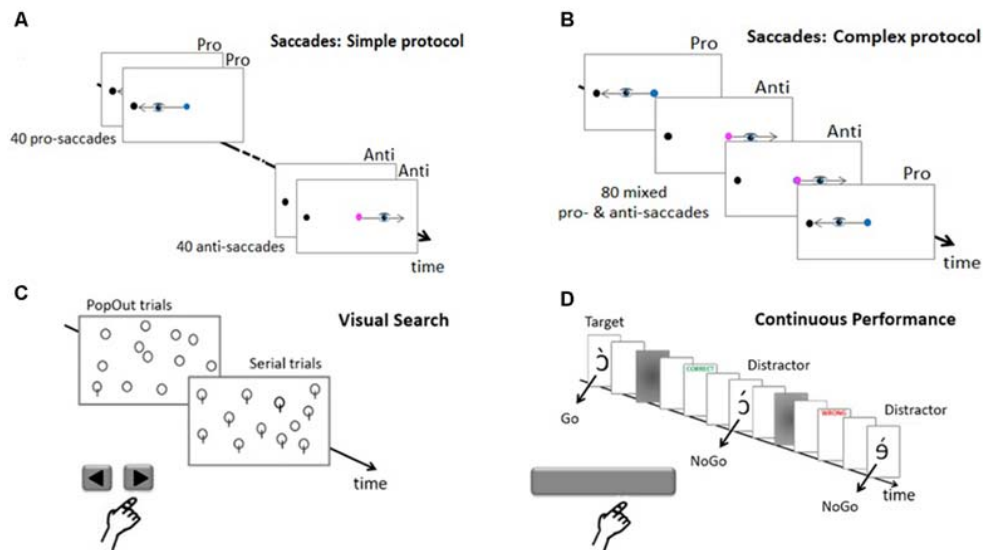 A
Saccades: Simple protocol
Pro
Pro
40 pro-saccades
Anti
Anti
40 anti-saccades
time
B
Saccades: Complex protocol
Pro
Anti
Anti
Pro
80 mixed
pro- & anti-saccades
time
C
PopOut trials
Visual Search
Serial trials
time
D
Continuous Performance
Target
CORRECT
Distractor
WRONG
Distractor
Go
NoGo
NoGo
time